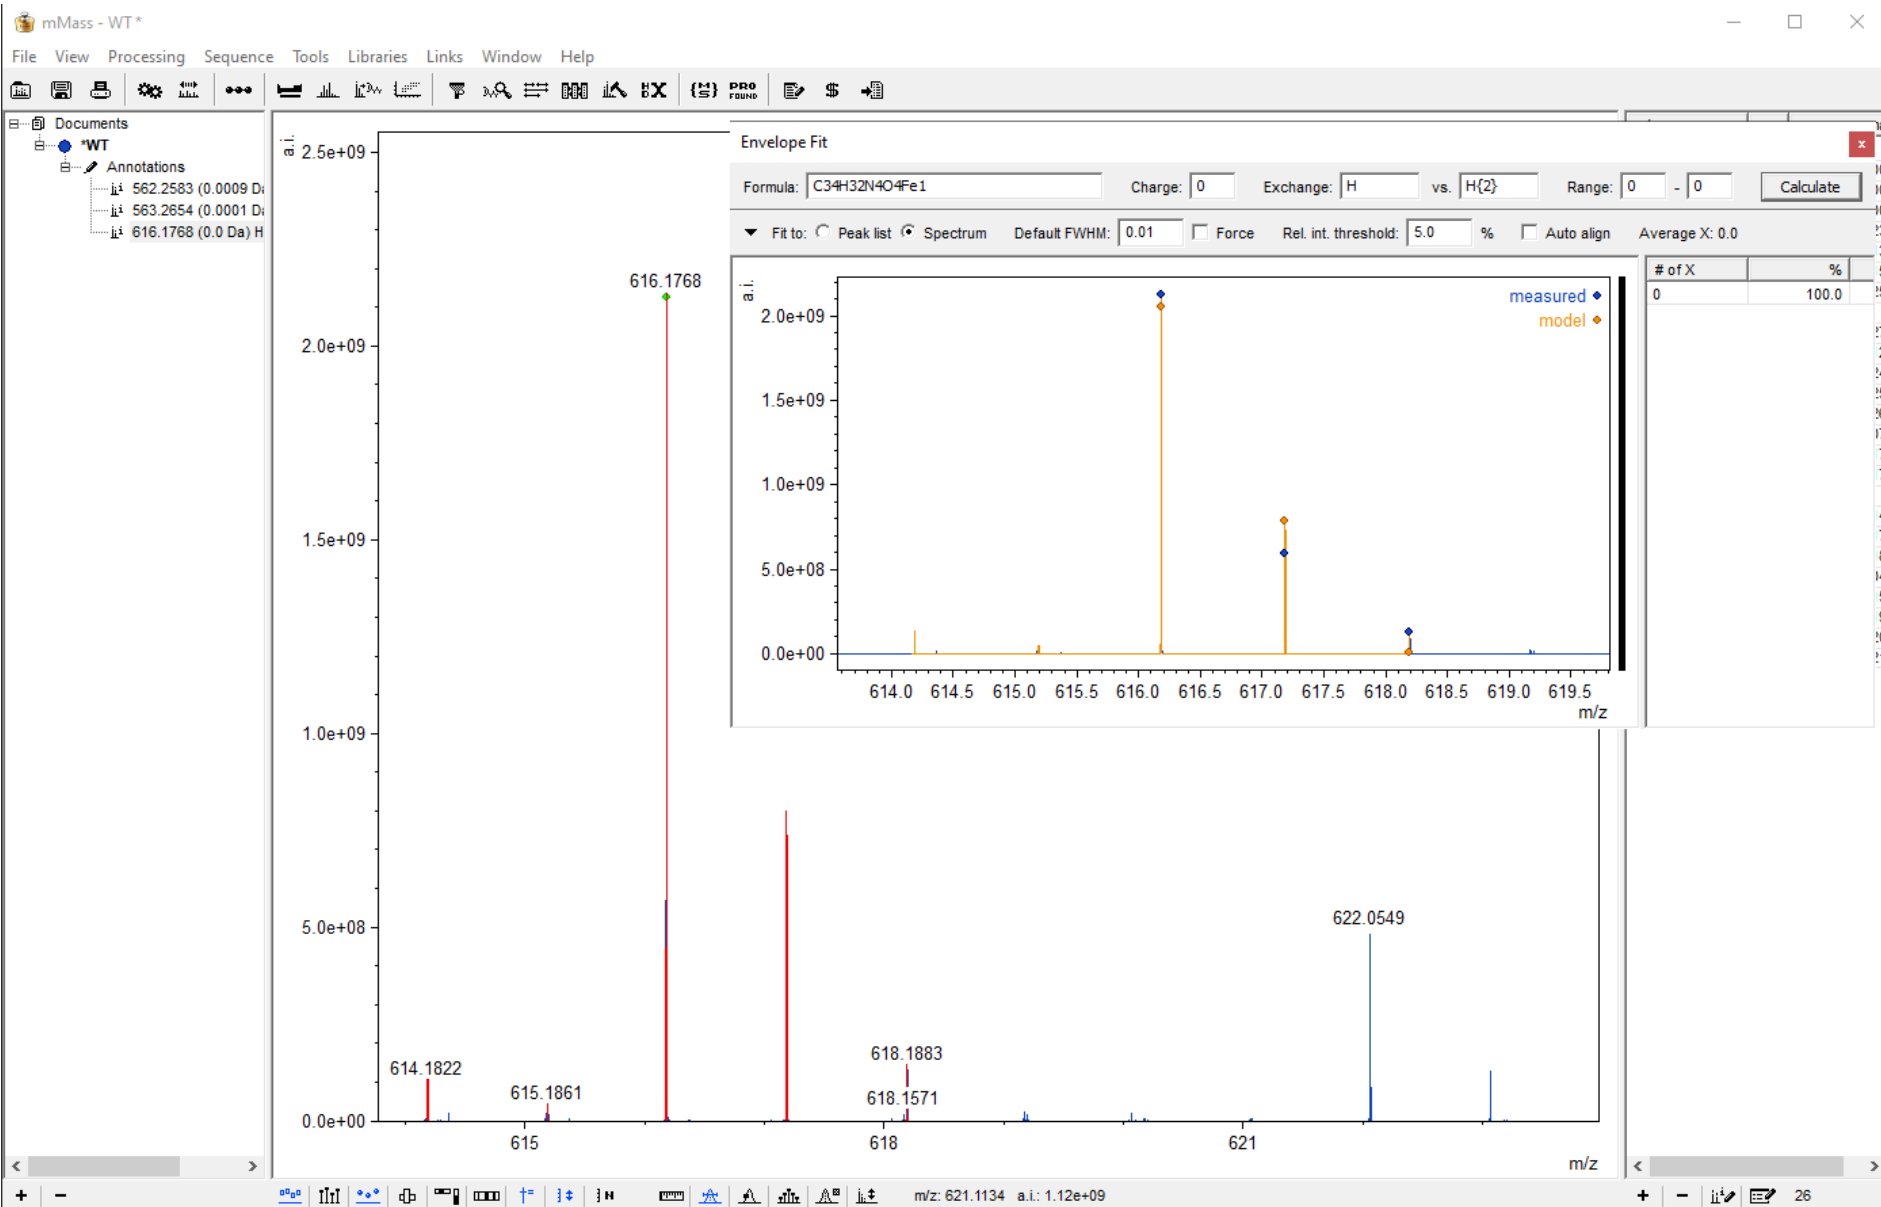 mMass - WT *
File View Processing Sequence Tools Libraries Links Window Help
PRO FOUND
Documents
*WT
Annotations
562.2583 (0.0009 Da
563.2654 (0.0001 Da
616.1768 (0.0 Da) H
a.i.
2.5e+09
2.0e+09
1.5e+09
1.0e+09
5.0e+08
0.0e+00
616.1768
614.1822
615.1861
618.1883
618.1571
622.0549
615 618 621
m/z
Envelope Fit
x
Formula: C34H32N4O4Fe1 Charge: 0 Exchange: H vs. H{2} Range: 0 - 0 Calculate
Fit to: Peak list Spectrum Default FWHM: 0.01 Force Rel. int. threshold: 5.0 % Auto align Average X: 0.0
a.i.
2.0e+09
1.5e+09
1.0e+09
5.0e+08
0.0e+00
measured
model
614.0 614.5 615.0 615.5 616.0 616.5 617.0 617.5 618.0 618.5 619.0 619.5
m/z
# of X %
0 100.0
m/z: 621.1134 a.i.: 1.12e+09
26